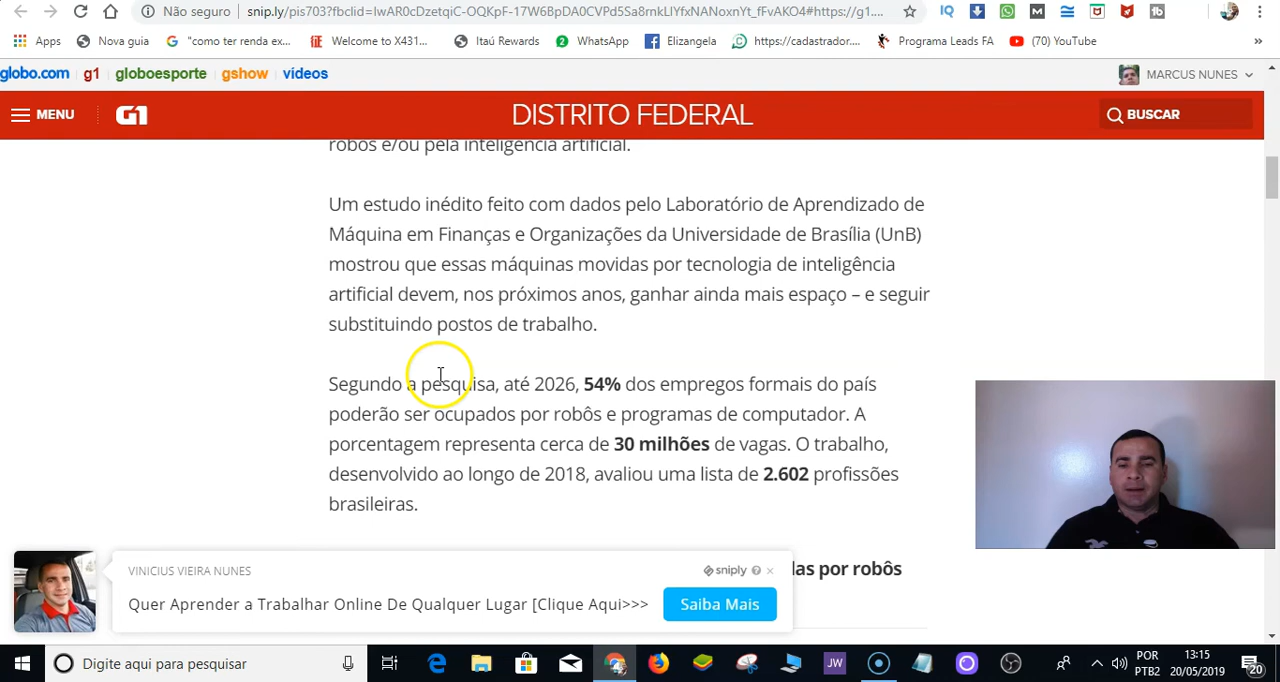 Não seguro snip.ly/pis703?fbclid=IwAR0cDzetqiC-OQKpF-17W6BpDA0CVPd5Sa8rnkLIYfxNANoxnYt_fFvAKO4#https://g1....
Apps Nova guia "como ter renda ex... Welcome to X431... Itaú Rewards WhatsApp Elizangela https://cadastrador.... Programa Leads FA (70) YouTube »
globo.com g1 globoesporte gshow vídeos MARCUS NUNES
MENU G1 DISTRITO FEDERAL BUSCAR
robôs e/ou pela inteligência artificial.
Um estudo inédito feito com dados pelo Laboratório de Aprendizado de
Máquina em Finanças e Organizações da Universidade de Brasília (UnB)
mostrou que essas máquinas movidas por tecnologia de inteligência
artificial devem, nos próximos anos, ganhar ainda mais espaço – e seguir
substituindo postos de trabalho.
Segundo a pesquisa, até 2026, 54% dos empregos formais do país
poderão ser ocupados por robôs e programas de computador. A
porcentagem representa cerca de 30 milhões de vagas. O trabalho,
desenvolvido ao longo de 2018, avaliou uma lista de 2.602 profissões
brasileiras.
das por robôs
VINICIUS VIEIRA NUNES sniply
Quer Aprender a Trabalhar Online De Qualquer Lugar [Clique Aqui>>> Saiba Mais
Digite aqui para pesquisar JW POR 13:15
PTB2 20/05/2019 20